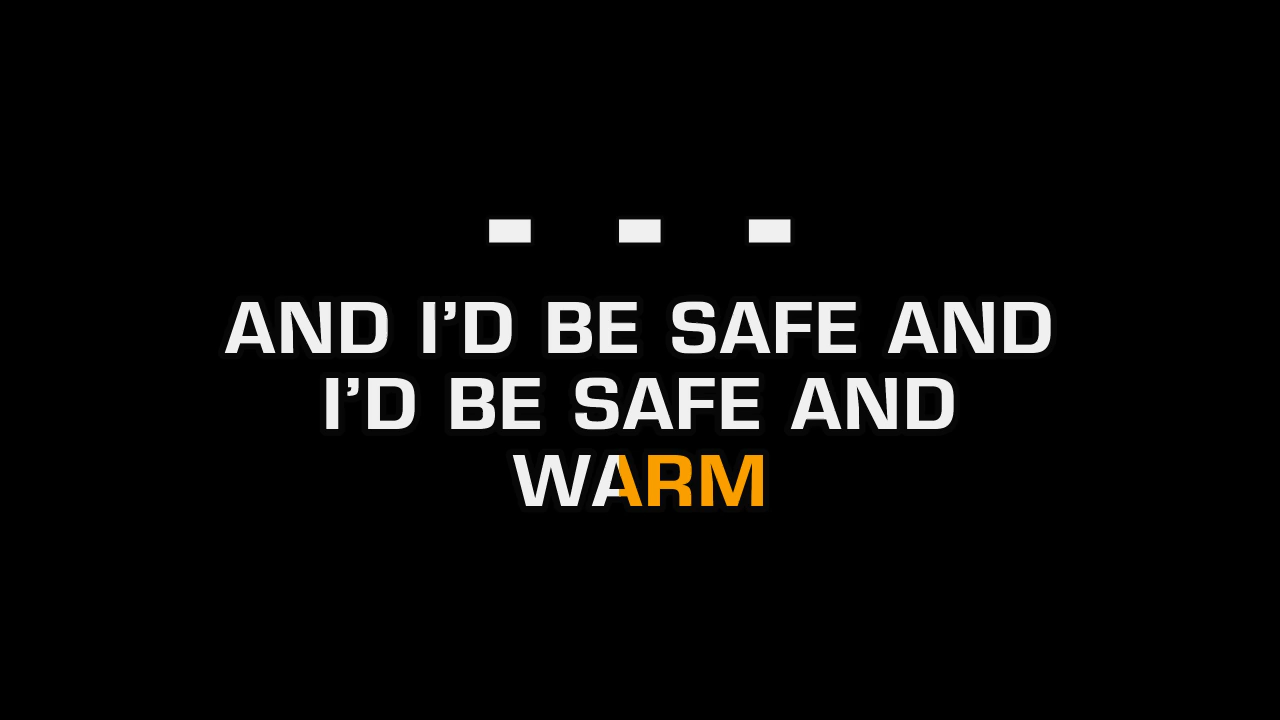 - - -
AND I’D BE SAFE AND
I’D BE SAFE AND
WARM